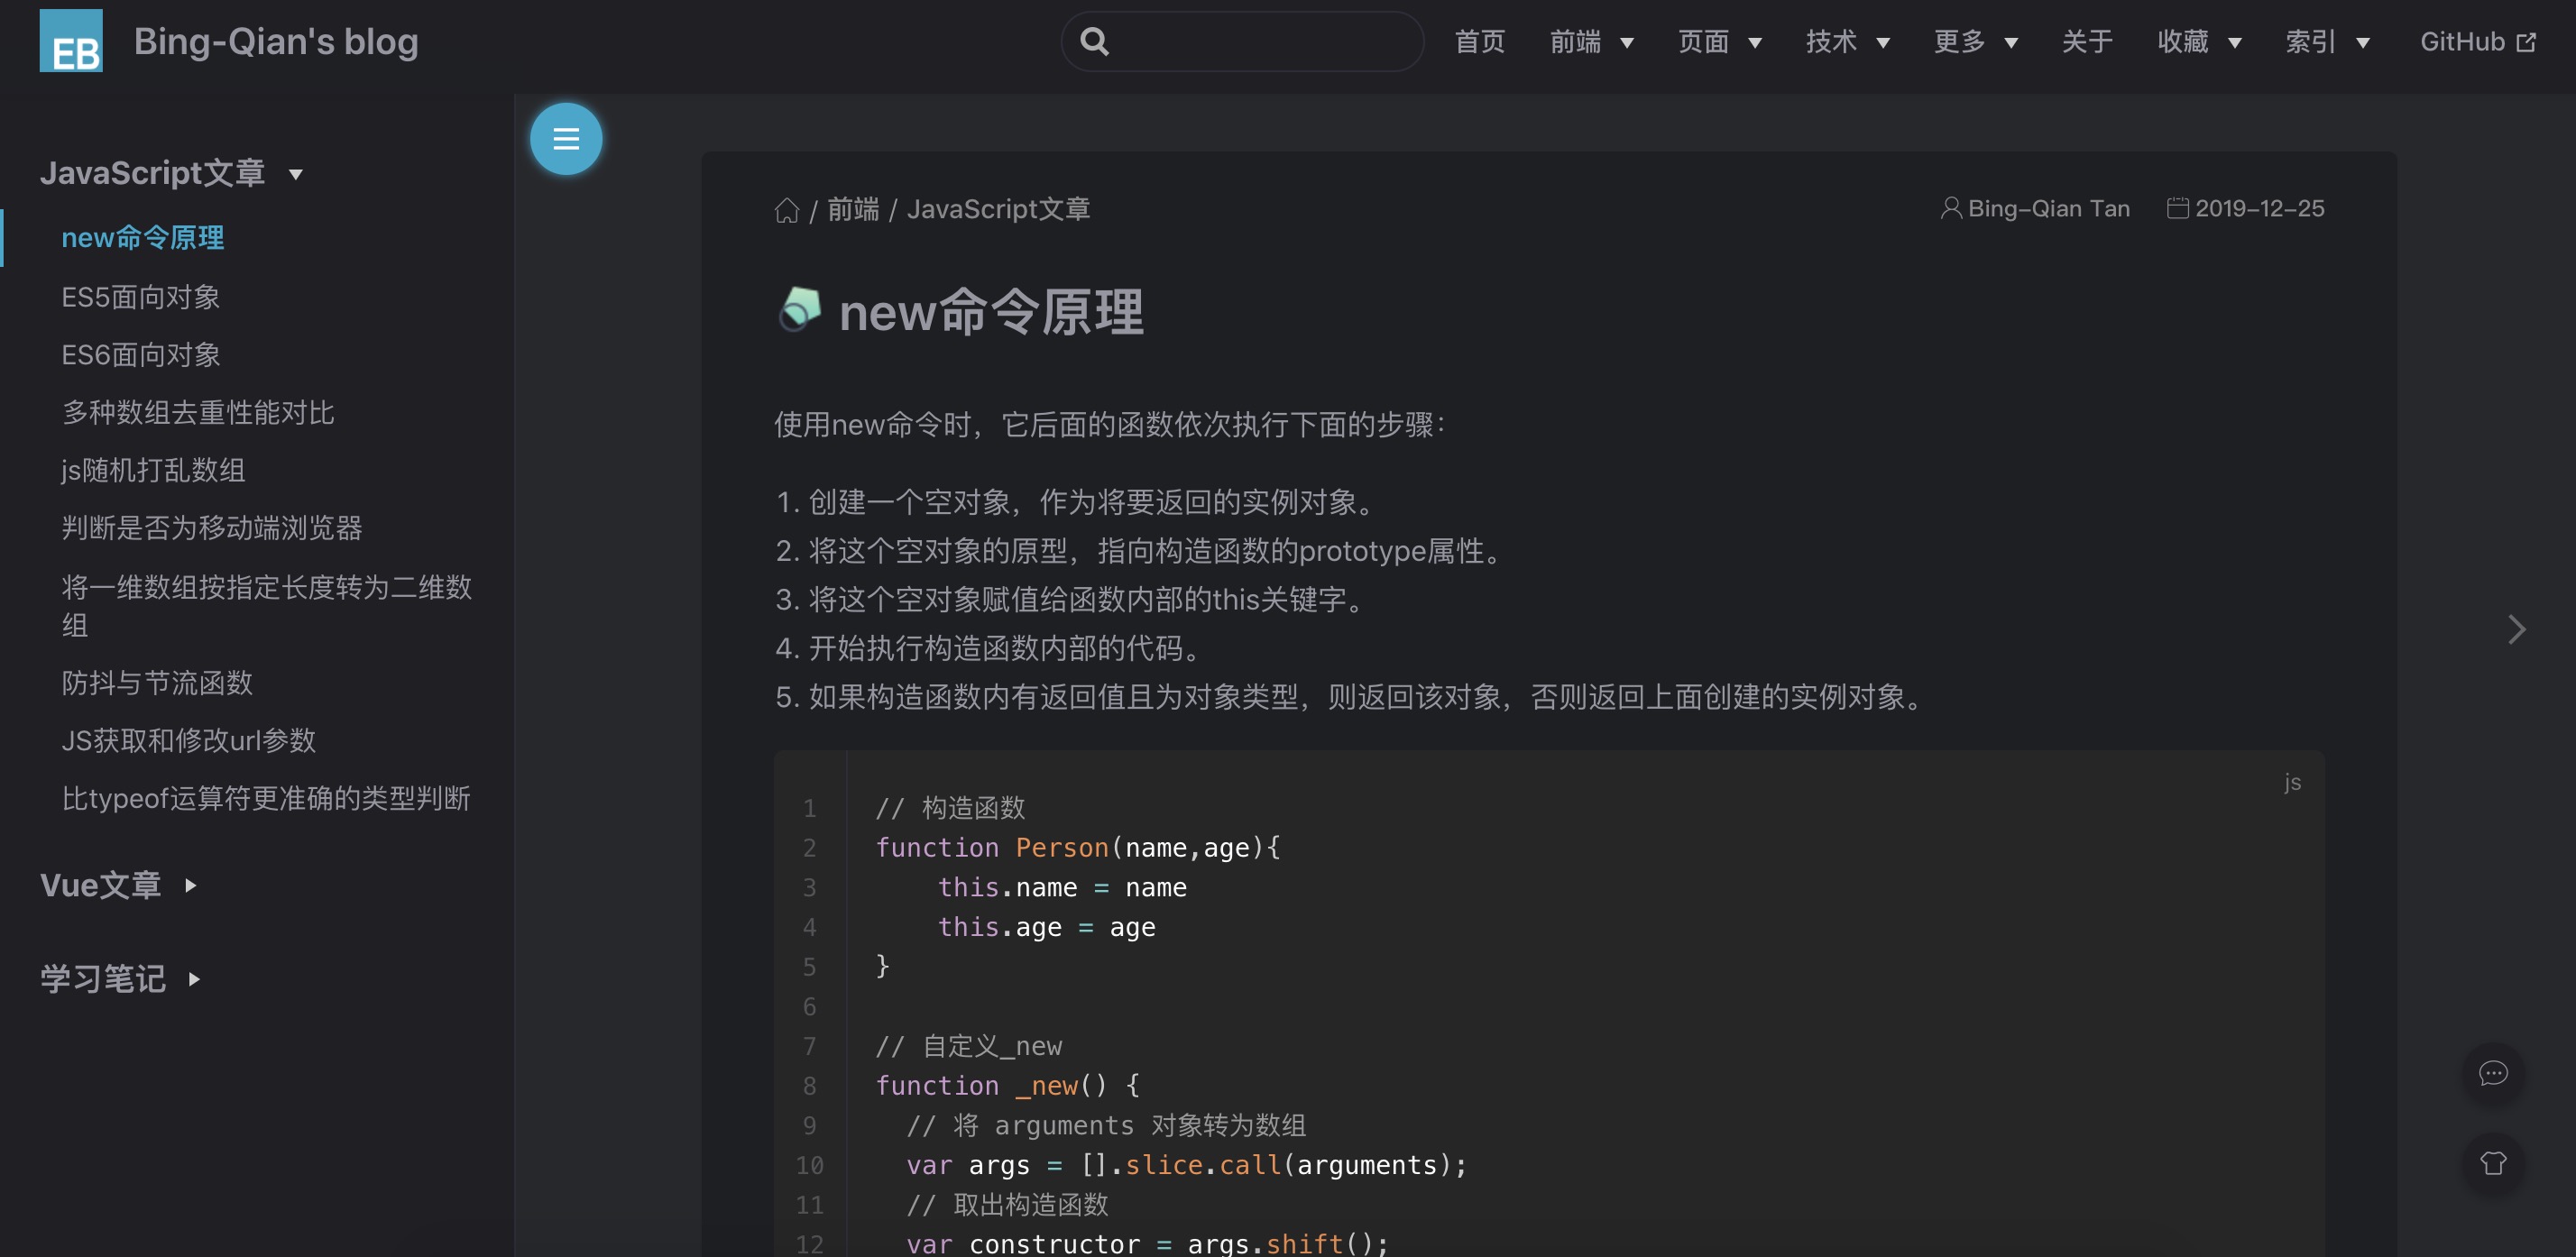 EB
Bing-Qian's blog
首页 前端 页面 技术 更多 关于 收藏 索引 GitHub
JavaScript文章
new命令原理
ES5面向对象
ES6面向对象
多种数组去重性能对比
js随机打乱数组
判断是否为移动端浏览器
将一维数组按指定长度转为二维数
组
防抖与节流函数
JS获取和修改url参数
比typeof运算符更准确的类型判断
Vue文章
学习笔记
/ 前端 / JavaScript文章
Bing-Qian Tan 2019-12-25
new命令原理
使用new命令时，它后面的函数依次执行下面的步骤：
1. 创建一个空对象，作为将要返回的实例对象。
2. 将这个空对象的原型，指向构造函数的prototype属性。
3. 将这个空对象赋值给函数内部的this关键字。
4. 开始执行构造函数内部的代码。
5. 如果构造函数内有返回值且为对象类型，则返回该对象，否则返回上面创建的实例对象。
js
1 // 构造函数
2 function Person(name,age){
3     this.name = name
4     this.age = age
5 }
6
7 // 自定义_new
8 function _new() {
9   // 将 arguments 对象转为数组
10   var args = [].slice.call(arguments);
11   // 取出构造函数
12   var constructor = args.shift();